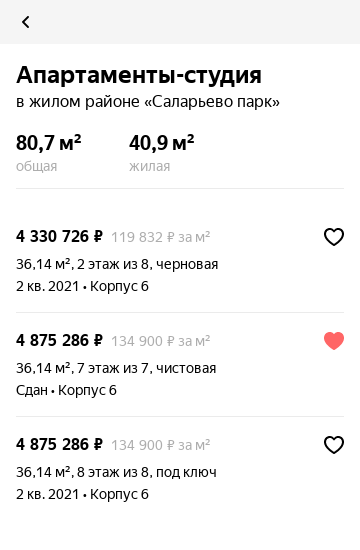 Апартаменты-студия
в жилом районе «Саларьево парк»
80,7 м² 40,9 м²
общая жилая
4 330 726 ₽ 119 832 ₽ за м²
36,14 м², 2 этаж из 8, черновая
2 кв. 2021 • Корпус 6
4 875 286 ₽ 134 900 ₽ за м²
36,14 м², 7 этаж из 7, чистовая
Сдан • Корпус 6
4 875 286 ₽ 134 900 ₽ за м²
36,14 м², 8 этаж из 8, под ключ
2 кв. 2021 • Корпус 6